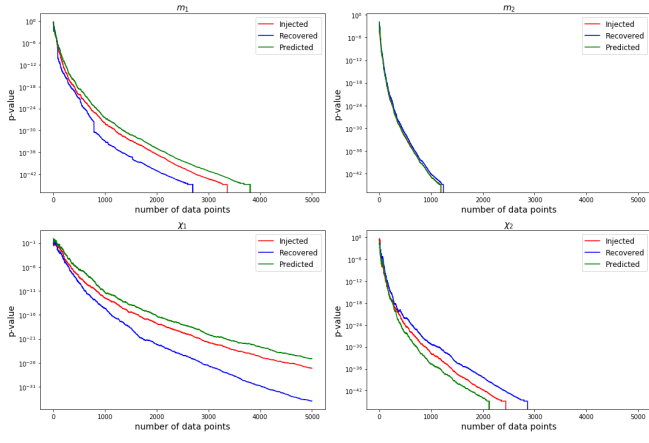 m₁
p-value
10⁰
10⁻⁶
10⁻¹²
10⁻¹⁸
10⁻²⁴
10⁻³⁰
10⁻³⁶
10⁻⁴²
Injected
Recovered
Predicted
0 1000 2000 3000 4000 5000
number of data points
m₂
p-value
10⁰
10⁻⁶
10⁻¹²
10⁻¹⁸
10⁻²⁴
10⁻³⁰
10⁻³⁶
10⁻⁴²
Injected
Recovered
Predicted
0 1000 2000 3000 4000 5000
number of data points
χ₁
p-value
10⁻¹
10⁻⁶
10⁻¹¹
10⁻¹⁶
10⁻²¹
10⁻²⁶
10⁻³¹
Injected
Recovered
Predicted
0 1000 2000 3000 4000 5000
number of data points
χ₂
p-value
10⁰
10⁻⁶
10⁻¹²
10⁻¹⁸
10⁻²⁴
10⁻³⁰
10⁻³⁶
10⁻⁴²
Injected
Recovered
Predicted
0 1000 2000 3000 4000 5000
number of data points